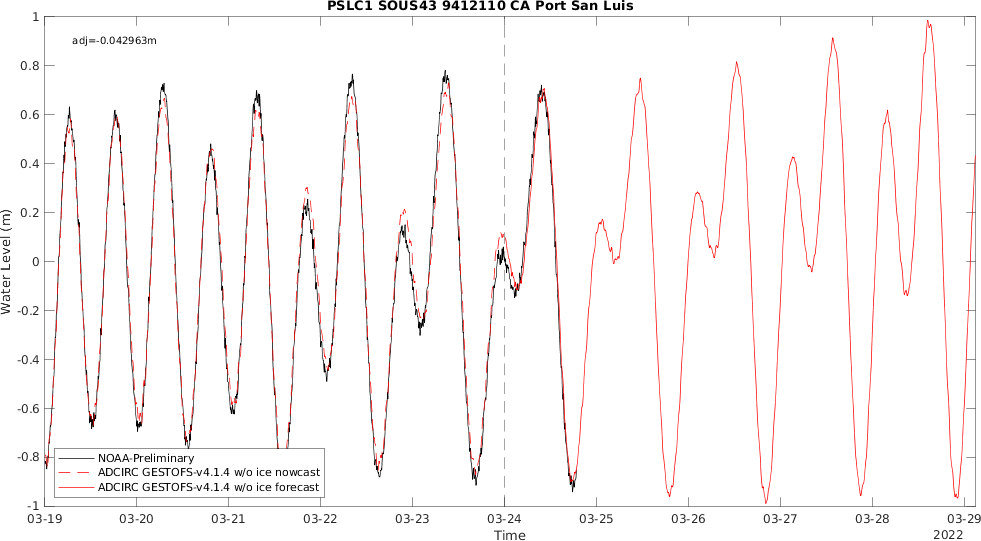 PSLC1 SOUS43 9412110 CA Port San Luis
adj=-0.042963m
Water Level (m)
1
0.8
0.6
0.4
0.2
0
-0.2
-0.4
-0.6
-0.8
-1
NOAA-Preliminary
ADCIRC GESTOFS-v4.1.4 w/o ice nowcast
ADCIRC GESTOFS-v4.1.4 w/o ice forecast
03-19 03-20 03-21 03-22 03-23 03-24 03-25 03-26 03-27 03-28 03-29
Time
2022